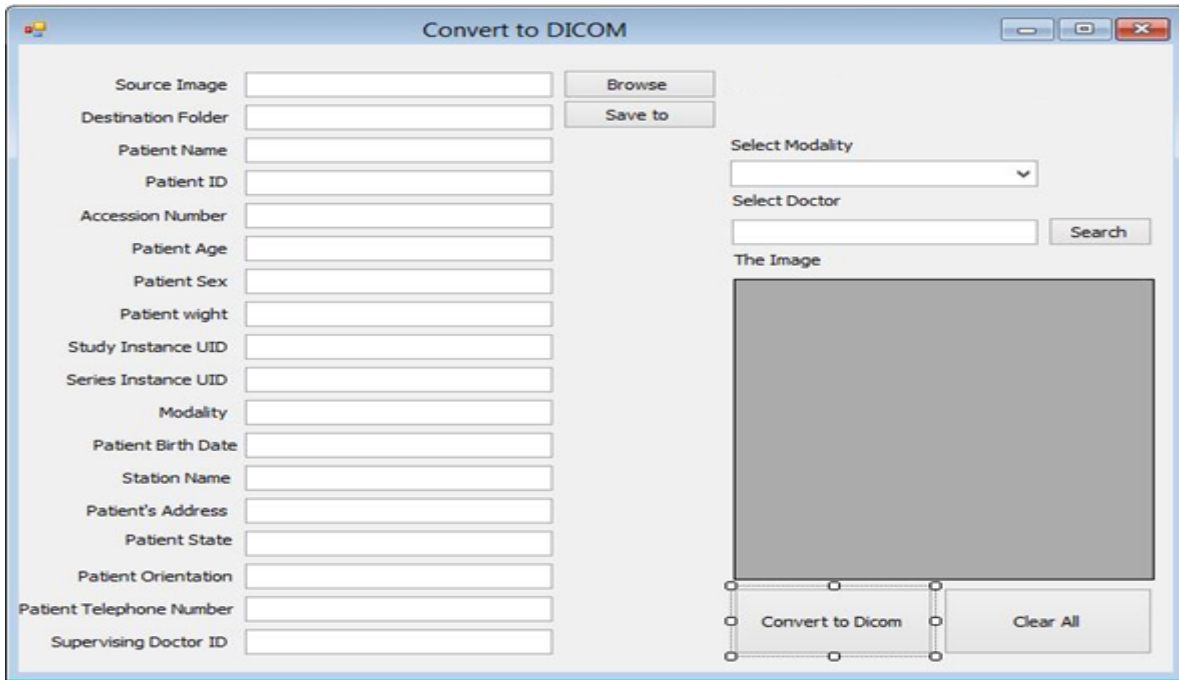 Convert to DICOM
Source Image
Browse
Destination Folder
Save to
Patient Name
Patient ID
Accession Number
Patient Age
Patient Sex
Patient wight
Study Instance UID
Series Instance UID
Modality
Patient Birth Date
Station Name
Patient's Address
Patient State
Patient Orientation
Patient Telephone Number
Supervising Doctor ID
Select Modality
Select Doctor
Search
The Image
Convert to Dicom
Clear All